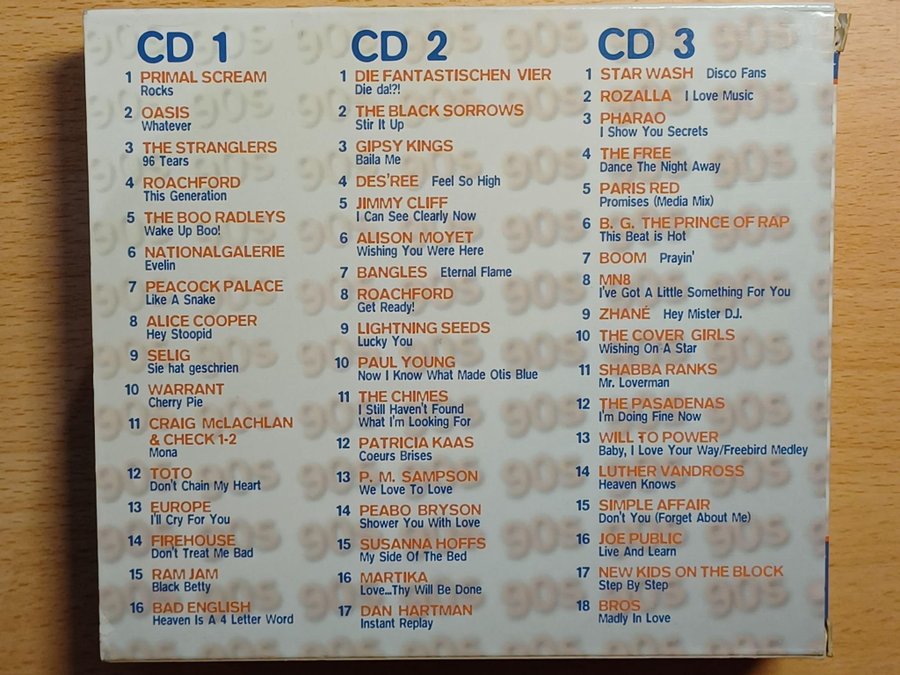 CD 1
1 PRIMAL SCREAM
Rocks
2 OASIS
Whatever
3 THE STRANGLERS
96 Tears
4 ROACHFORD
This Generation
5 THE BOO RADLEYS
Wake Up Boo!
6 NATIONALGALERIE
Evelin
7 PEACOCK PALACE
Like A Snake
8 ALICE COOPER
Hey Stoopid
9 SELIG
Sie hat geschrien
10 WARRANT
Cherry Pie
11 CRAIG McLACHLAN
& CHECK 1-2
Mona
12 TOTO
Don't Chain My Heart
13 EUROPE
I'll Cry For You
14 FIREHOUSE
Don't Treat Me Bad
15 RAM JAM
Black Betty
16 BAD ENGLISH
Heaven Is A 4 Letter Word
CD 2
1 DIE FANTASTISCHEN VIER
Die da!?!
2 THE BLACK SORROWS
Stir It Up
3 GIPSY KINGS
Baila Me
4 DES'REE Feel So High
5 JIMMY CLIFF
I Can See Clearly Now
6 ALISON MOYET
Wishing You Were Here
7 BANGLES Eternal Flame
8 ROACHFORD
Get Ready!
9 LIGHTNING SEEDS
Lucky You
10 PAUL YOUNG
Now I Know What Made Otis Blue
11 THE CHIMES
I Still Haven't Found
What I'm Looking For
12 PATRICIA KAAS
Coeurs Brises
13 P. M. SAMPSON
We Love To Love
14 PEABO BRYSON
Shower You With Love
15 SUSANNA HOFFS
My Side Of The Bed
16 MARTIKA
Love...Thy Will Be Done
17 DAN HARTMAN
Instant Replay
CD 3
1 STAR WASH Disco Fans
2 ROZALLA I Love Music
3 PHARAO
I Show You Secrets
4 THE FREE
Dance The Night Away
5 PARIS RED
Promises (Media Mix)
6 B. G. THE PRINCE OF RAP
This Beat is Hot
7 BOOM Prayin'
8 MN8
I've Got A Little Something For You
9 ZHANÉ Hey Mister D.J.
10 THE COVER GIRLS
Wishing On A Star
11 SHABBA RANKS
Mr. Loverman
12 THE PASADENAS
I'm Doing Fine Now
13 WILL TO POWER
Baby, I Love Your Way/Freebird Medley
14 LUTHER VANDROSS
Heaven Knows
15 SIMPLE AFFAIR
Don't You (Forget About Me)
16 JOE PUBLIC
Live And Learn
17 NEW KIDS ON THE BLOCK
Step By Step
18 BROS
Madly In Love